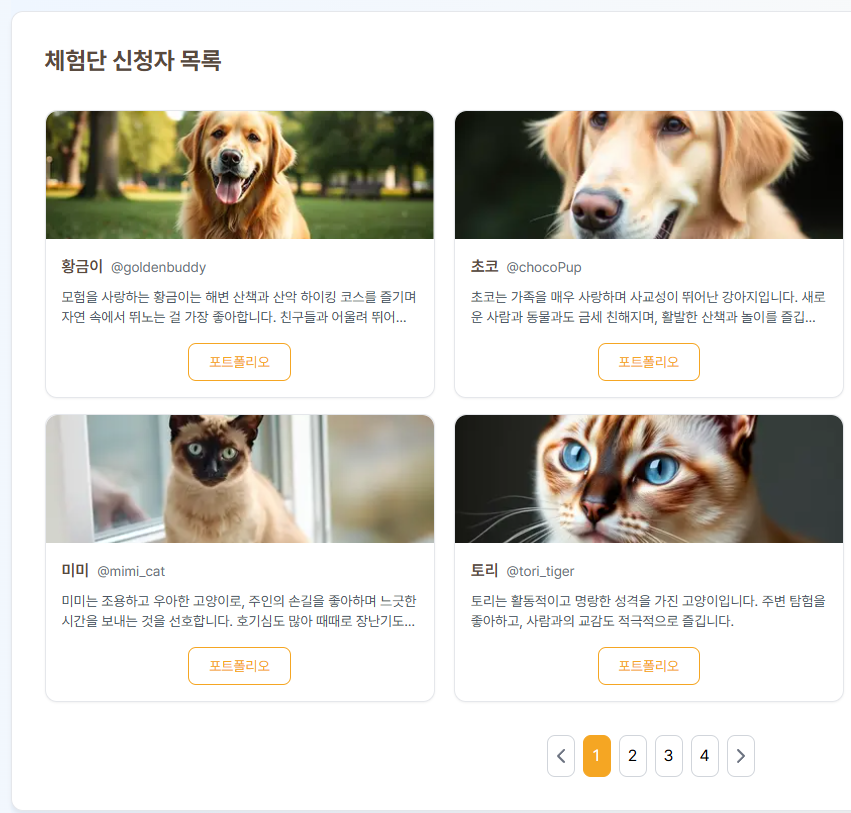 체험단 신청자 목록
황금이 @goldenbuddy
모험을 사랑하는 황금이는 해변 산책과 산악 하이킹 코스를 즐기며
자연 속에서 뛰노는 걸 가장 좋아합니다. 친구들과 어울려 뛰어...
포트폴리오
초코 @chocoPup
초코는 가족을 매우 사랑하며 사교성이 뛰어난 강아지입니다. 새로
운 사람과 동물과도 금세 친해지며, 활발한 산책과 놀이를 즐깁...
포트폴리오
미미 @mimi_cat
미미는 조용하고 우아한 고양이로, 주인의 손길을 좋아하며 느긋한
시간을 보내는 것을 선호합니다. 호기심도 많아 때때로 장난기도...
포트폴리오
토리 @tori_tiger
토리는 활동적이고 명랑한 성격을 가진 고양이입니다. 주변 탐험을
좋아하고, 사람과의 교감도 적극적으로 즐깁니다.
포트폴리오
1 2 3 4